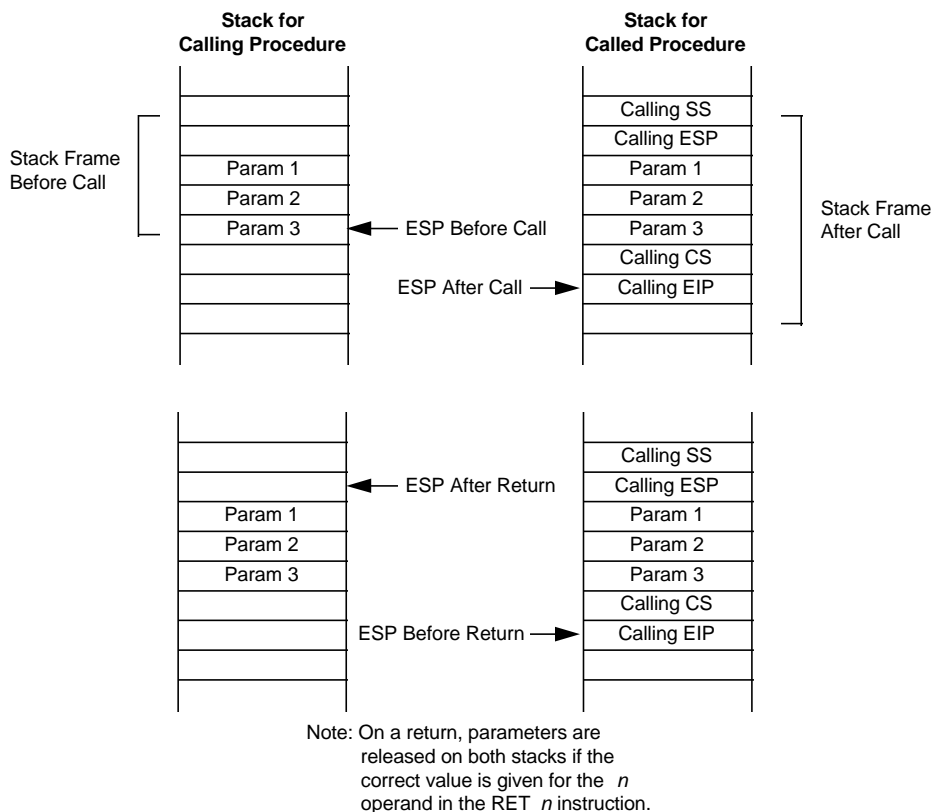 Stack for
Calling Procedure
Stack for
Called Procedure
Stack Frame
Before Call
Param 1
Param 2
Param 3
ESP Before Call
ESP After Call
Calling SS
Calling ESP
Param 1
Param 2
Param 3
Calling CS
Calling EIP
Stack Frame
After Call
Param 1
Param 2
Param 3
ESP After Return
ESP Before Return
Calling SS
Calling ESP
Param 1
Param 2
Param 3
Calling CS
Calling EIP
Note: On a return, parameters are
released on both stacks if the
correct value is given for the n
operand in the RET n instruction.